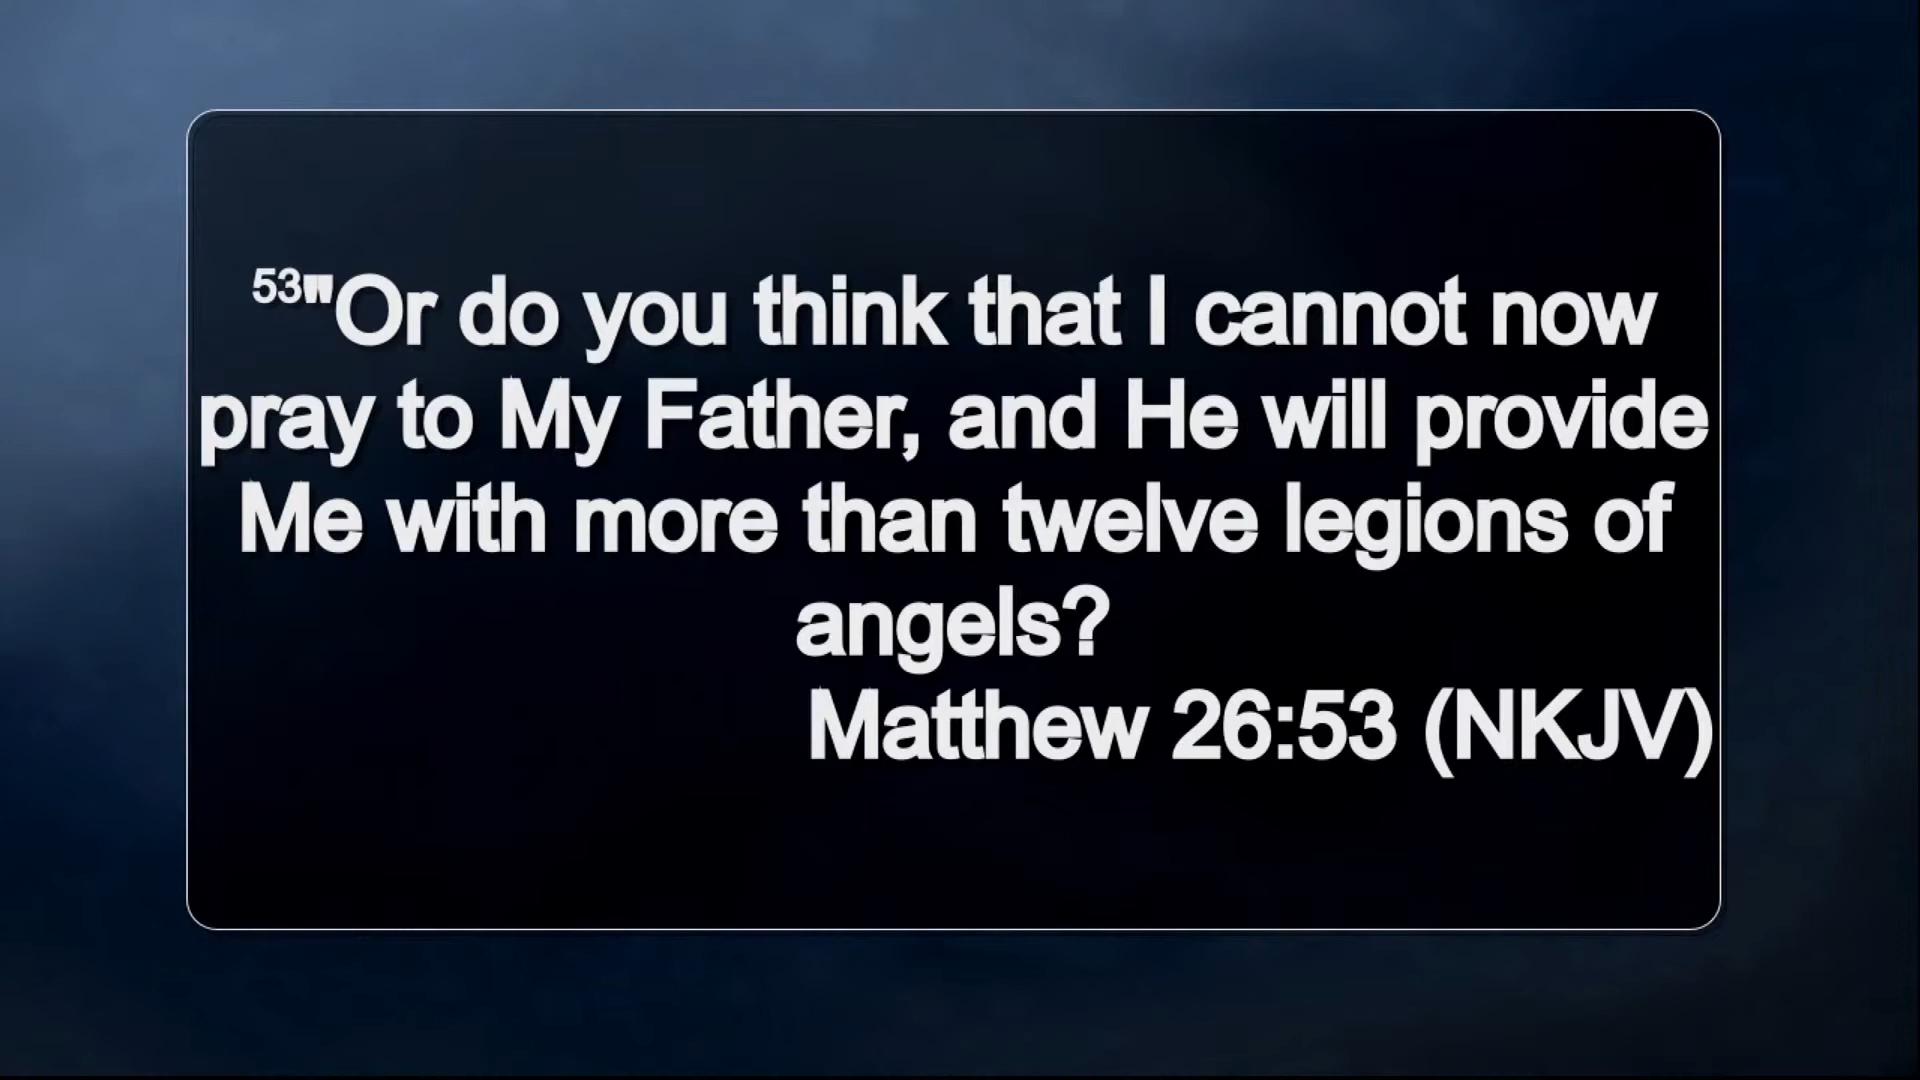 53"Or do you think that I cannot now
pray to My Father, and He will provide
Me with more than twelve legions of
angels?
Matthew 26:53 (NKJV)